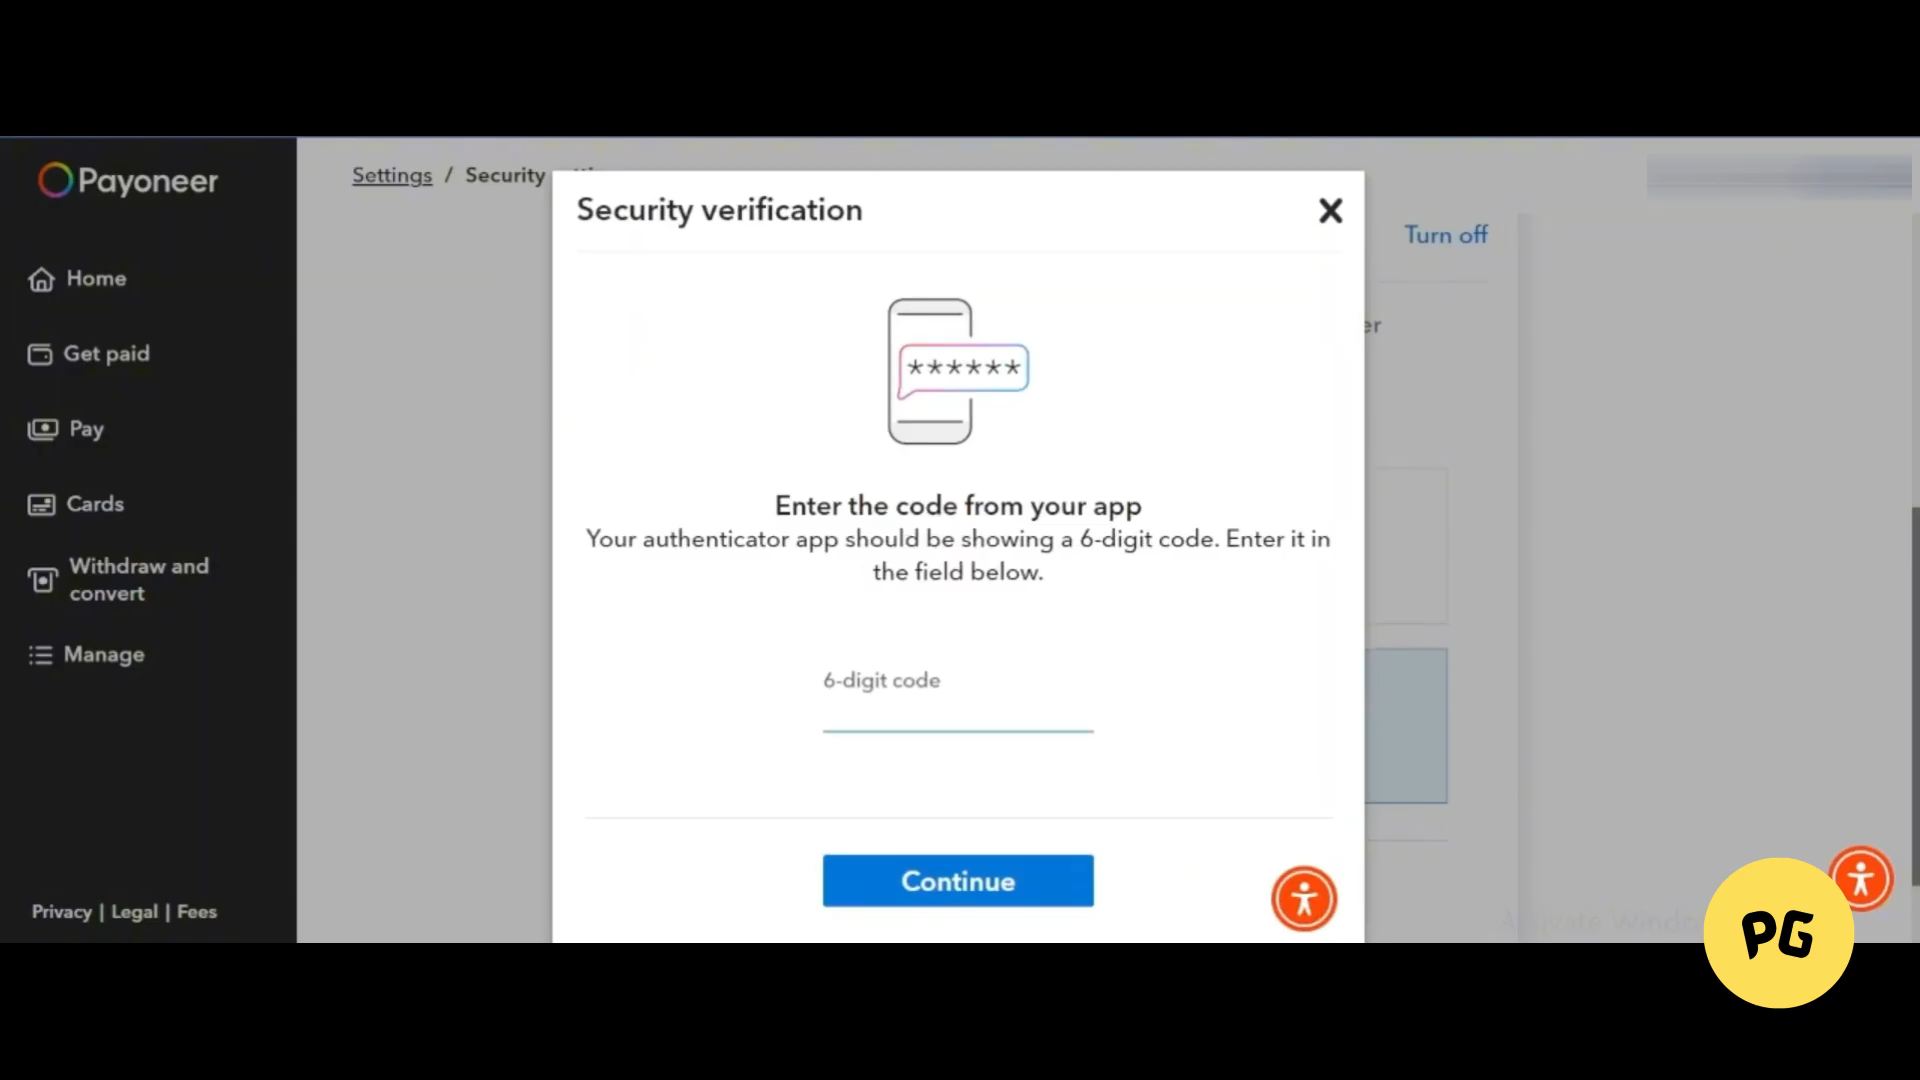 Payoneer
Home
Get paid
Pay
Cards
Withdraw and
convert
Manage
Privacy | Legal | Fees
Settings / Security
Turn off
er
Security verification
******
Enter the code from your app
Your authenticator app should be showing a 6-digit code. Enter it in
the field below.
6-digit code
Continue
PG